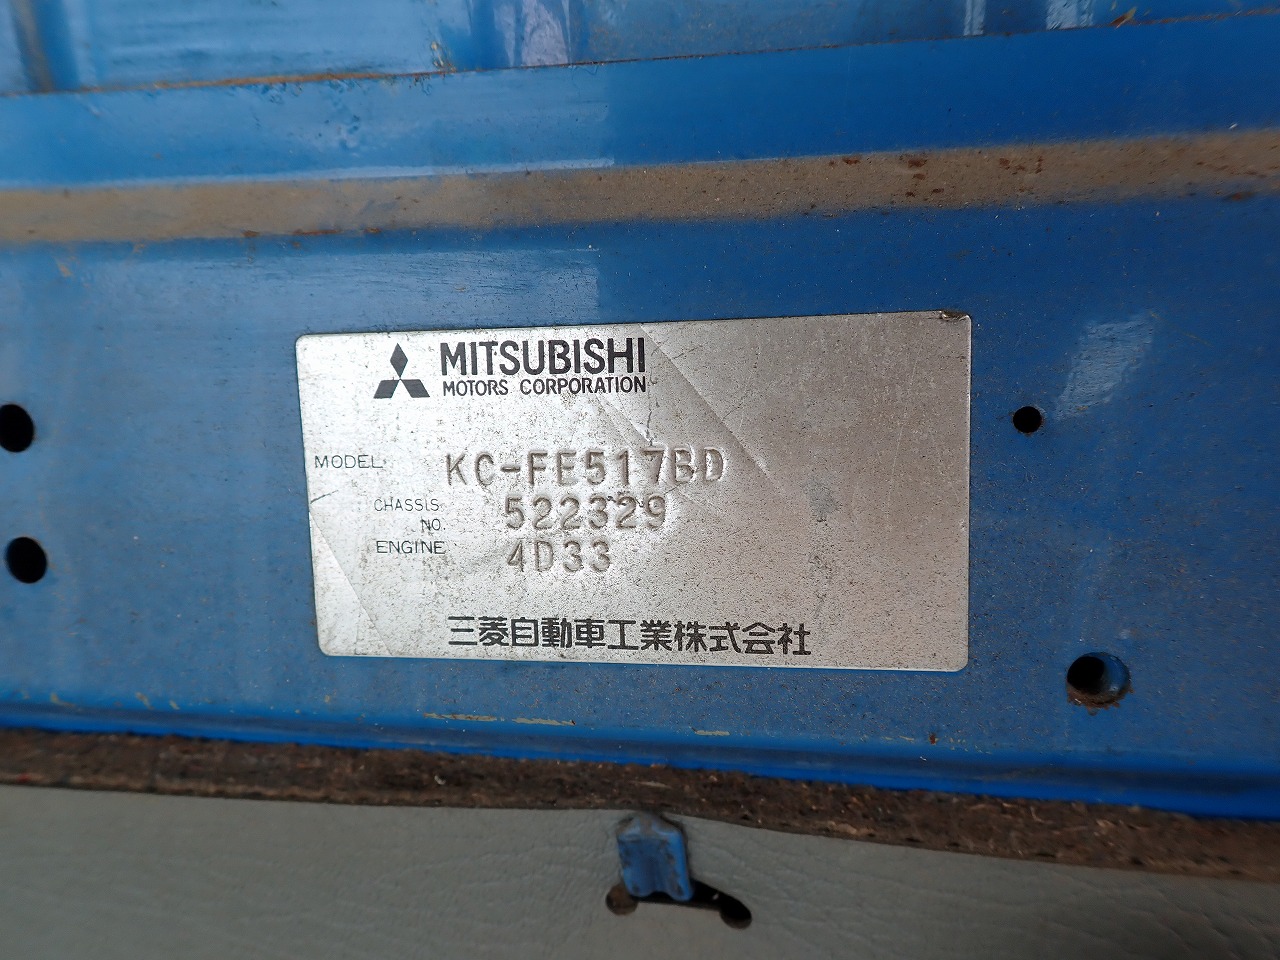 MITSUBISHI
MOTORS CORPORATION
MODEL KC-FE517BD
CHASSIS NO. 522329
ENGINE 4D33
三菱自動車工業株式会社